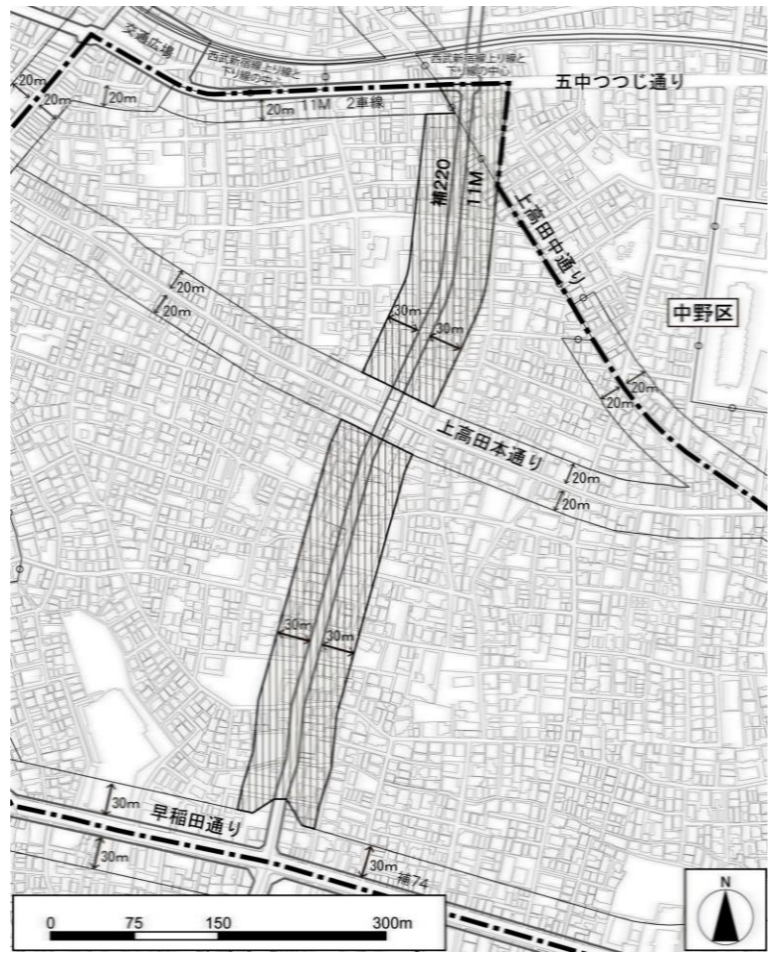 交通広場
西武新宿線上り線と
下り線の中心
西武新宿線上り線と
下り線の中心
五中つつじ通り
20m
20m
20m
20m
11M 2車線
補220
11M
上高田中通り
中野区
20m
20m
30m
30m
20m
20m
上高田本通り
20m
20m
30m
30m
30m
早稲田通り
30m
30m
補74
0 75 150 300m
N